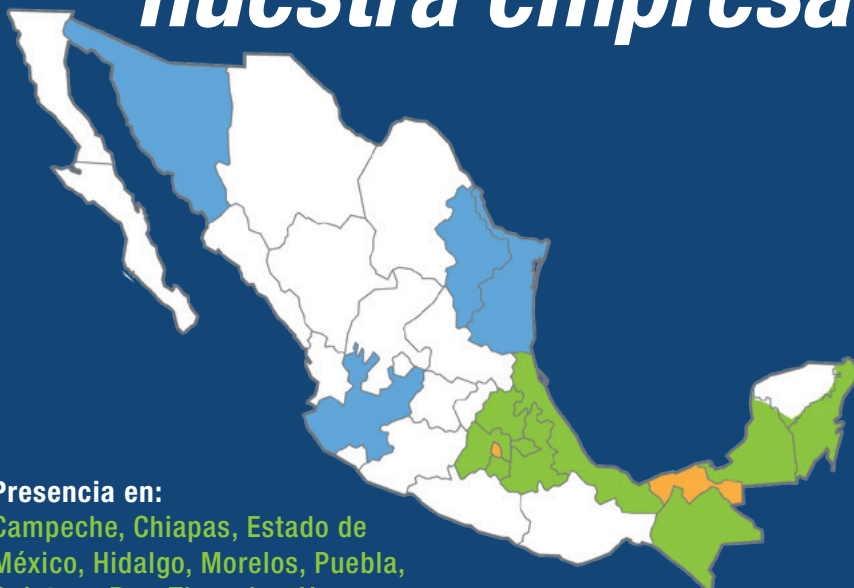 nuestra empresa
Presencia en:
Campeche, Chiapas, Estado de
México, Hidalgo, Morelos, Puebla,